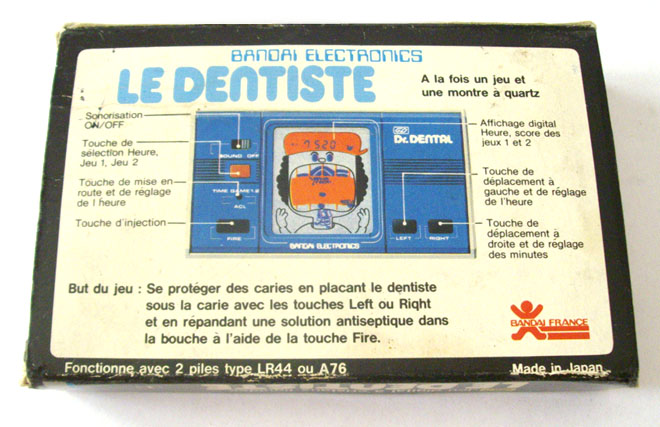 BANDAI ELECTRONICS
LE DENTISTE
A la fois un jeu et
une montre à quartz
Sonorisation
ON/OFF
Touche de
sélection Heure,
Jeu 1, Jeu 2
Touche de mise en
route et de réglage
de l heure
Touche d'injection
SOUND OFF
TIME GAME 1.2
ACL
FIRE
7520
BANDAI ELECTRONICS
Dr. DENTAL
LEFT
RIGHT
Affichage digital
Heure, score des
jeux 1 et 2
Touche de
déplacement à
gauche et de réglage
de l'heure
Touche de
déplacement à
droite et de réglage
des minutes
But du jeu : Se protéger des caries en placant le dentiste
sous la carie avec les touches Left ou Right
et en répandant une solution antiseptique dans
la bouche à l'aide de la touche Fire.
BANDAI FRANCE
Fonctionne avec 2 piles type LR44 ou A76
Made in Japan